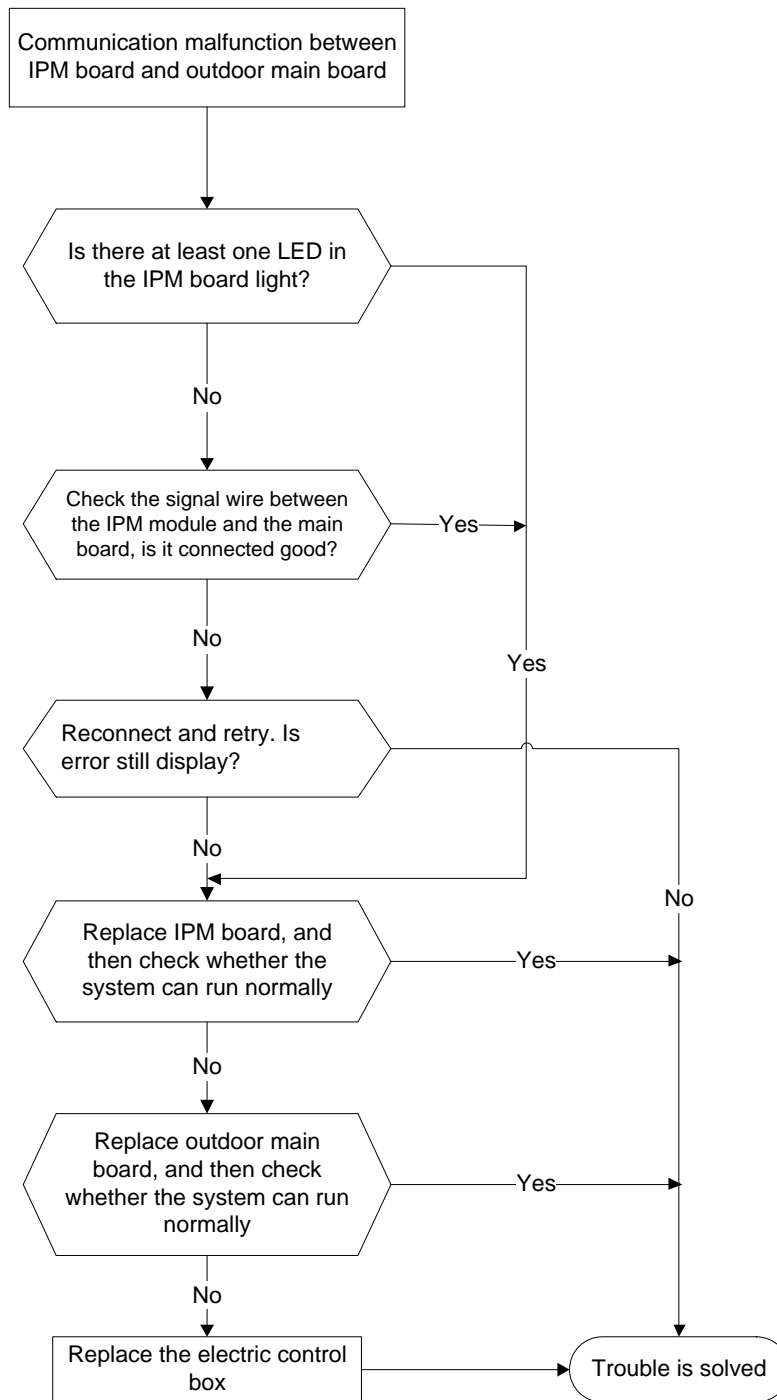 Communication malfunction between
IPM board and outdoor main board
Is there at least one LED in
the IPM board light?
No
Check the signal wire between
the IPM module and the main
board, is it connected good?
Yes
No
Yes
Reconnect and retry. Is
error still display?
No
No
Replace IPM board, and
then check whether the
system can run normally
Yes
No
Replace outdoor main
board, and then check
whether the system can run
normally
Yes
No
Replace the electric control
box
Trouble is solved